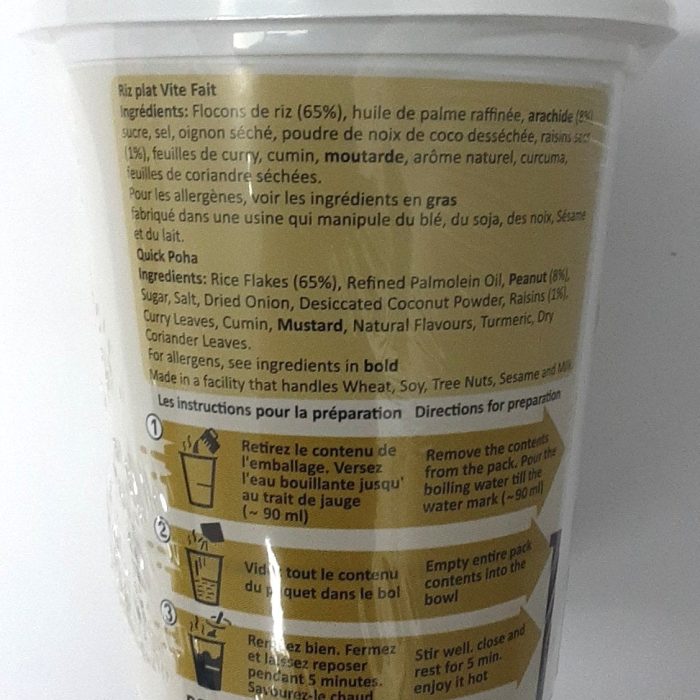 Riz plat Vite Fait
Ingrédients: Flocons de riz (65%), huile de palme raffinée, arachide (8%)
sucre, sel, oignon séché, poudre de noix de coco desséchée, raisins secs
(1%), feuilles de curry, cumin, moutarde, arôme naturel, curcuma,
feuilles de coriandre séchées.
Pour les allergènes, voir les ingrédients en gras
fabriqué dans une usine qui manipule du blé, du soja, des noix, Sésame
et du lait.
Quick Poha
Ingredients: Rice Flakes (65%), Refined Palmolein Oil, Peanut (8%),
Sugar, Salt, Dried Onion, Desiccated Coconut Powder, Raisins (1%),
Curry Leaves, Cumin, Mustard, Natural Flavours, Turmeric, Dry
Coriander Leaves.
For allergens, see ingredients in bold
Made in a facility that handles Wheat, Soy, Tree Nuts, Sesame and Milk
Les instructions pour la préparation Directions for preparation
1
Retirez le contenu de
l'emballage. Versez
l'eau bouillante jusqu'
au trait de jauge
(~ 90 ml)
Remove the contents
from the pack. Pour the
boiling water till the
water mark (~90 ml)
2
tout le contenu
du dans le bol
Empty entire pack
contents into the
bowl
3
bien. Fermez
et laissez reposer
pendant 5 minutes.
Savourez-le chaud
Stir well. close and
rest for 5 min.
enjoy it hot